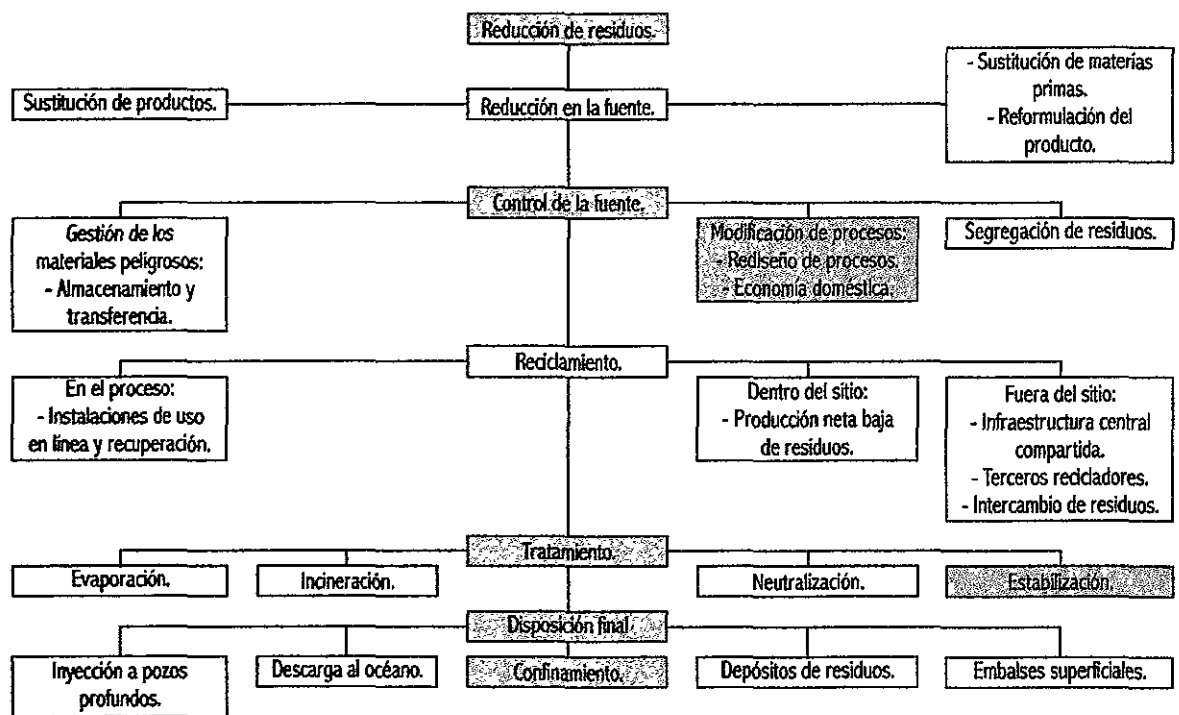 Reducción de residuos.
Sustitución de productos.
Reducción en la fuente.
- Sustitución de materias
primas.
- Reformulación del
producto.
Control de la fuente.
Gestión de los
materiales peligrosos:
- Almacenamiento y
transferencia.
Modificación de procesos:
- Rediseño de procesos.
- Economía doméstica.
Segregación de residuos.
Reciclamiento.
En el proceso:
- Instalaciones de uso
en línea y recuperación.
Dentro del sitio:
- Producción neta baja
de residuos.
Fuera del sitio:
- Infraestructura central
compartida.
- Terceros recicladores.
- Intercambio de residuos.
Tratamiento.
Evaporación.
Incineración.
Neutralización.
Estabilización.
Disposición final.
Inyección a pozos
profundos.
Descarga al océano.
Confinamiento.
Depósitos de residuos.
Embalses superficiales.